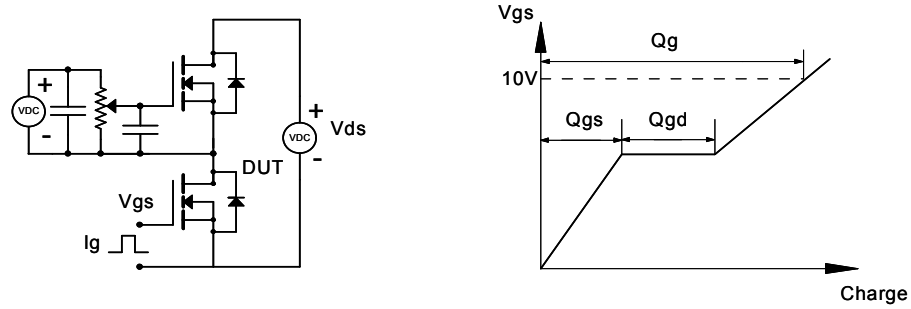 +
VDC
-
+
VDC
-
Vds
DUT
Vgs
Ig
Vgs
Qg
10V
Qgs
Qgd
Charge